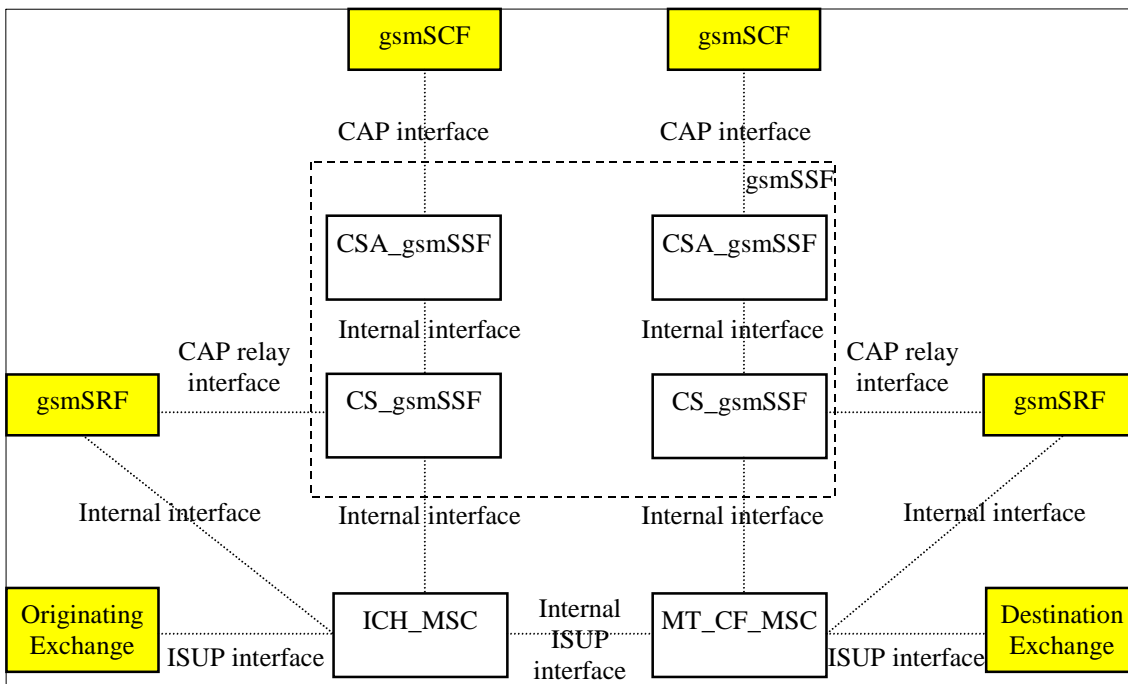 gsmSCF
gsmSCF
CAP interface
CAP interface
gsmSSF
CSA_gsmSSF
CSA_gsmSSF
Internal interface
Internal interface
CAP relay
interface
CAP relay
interface
gsmSRF
CS_gsmSSF
CS_gsmSSF
gsmSRF
Internal interface
Internal interface
Internal interface
Internal interface
Originating
Exchange
ISUP interface
ICH_MSC
Internal
ISUP
interface
MT_CF_MSC
ISUP interface
Destination
Exchange